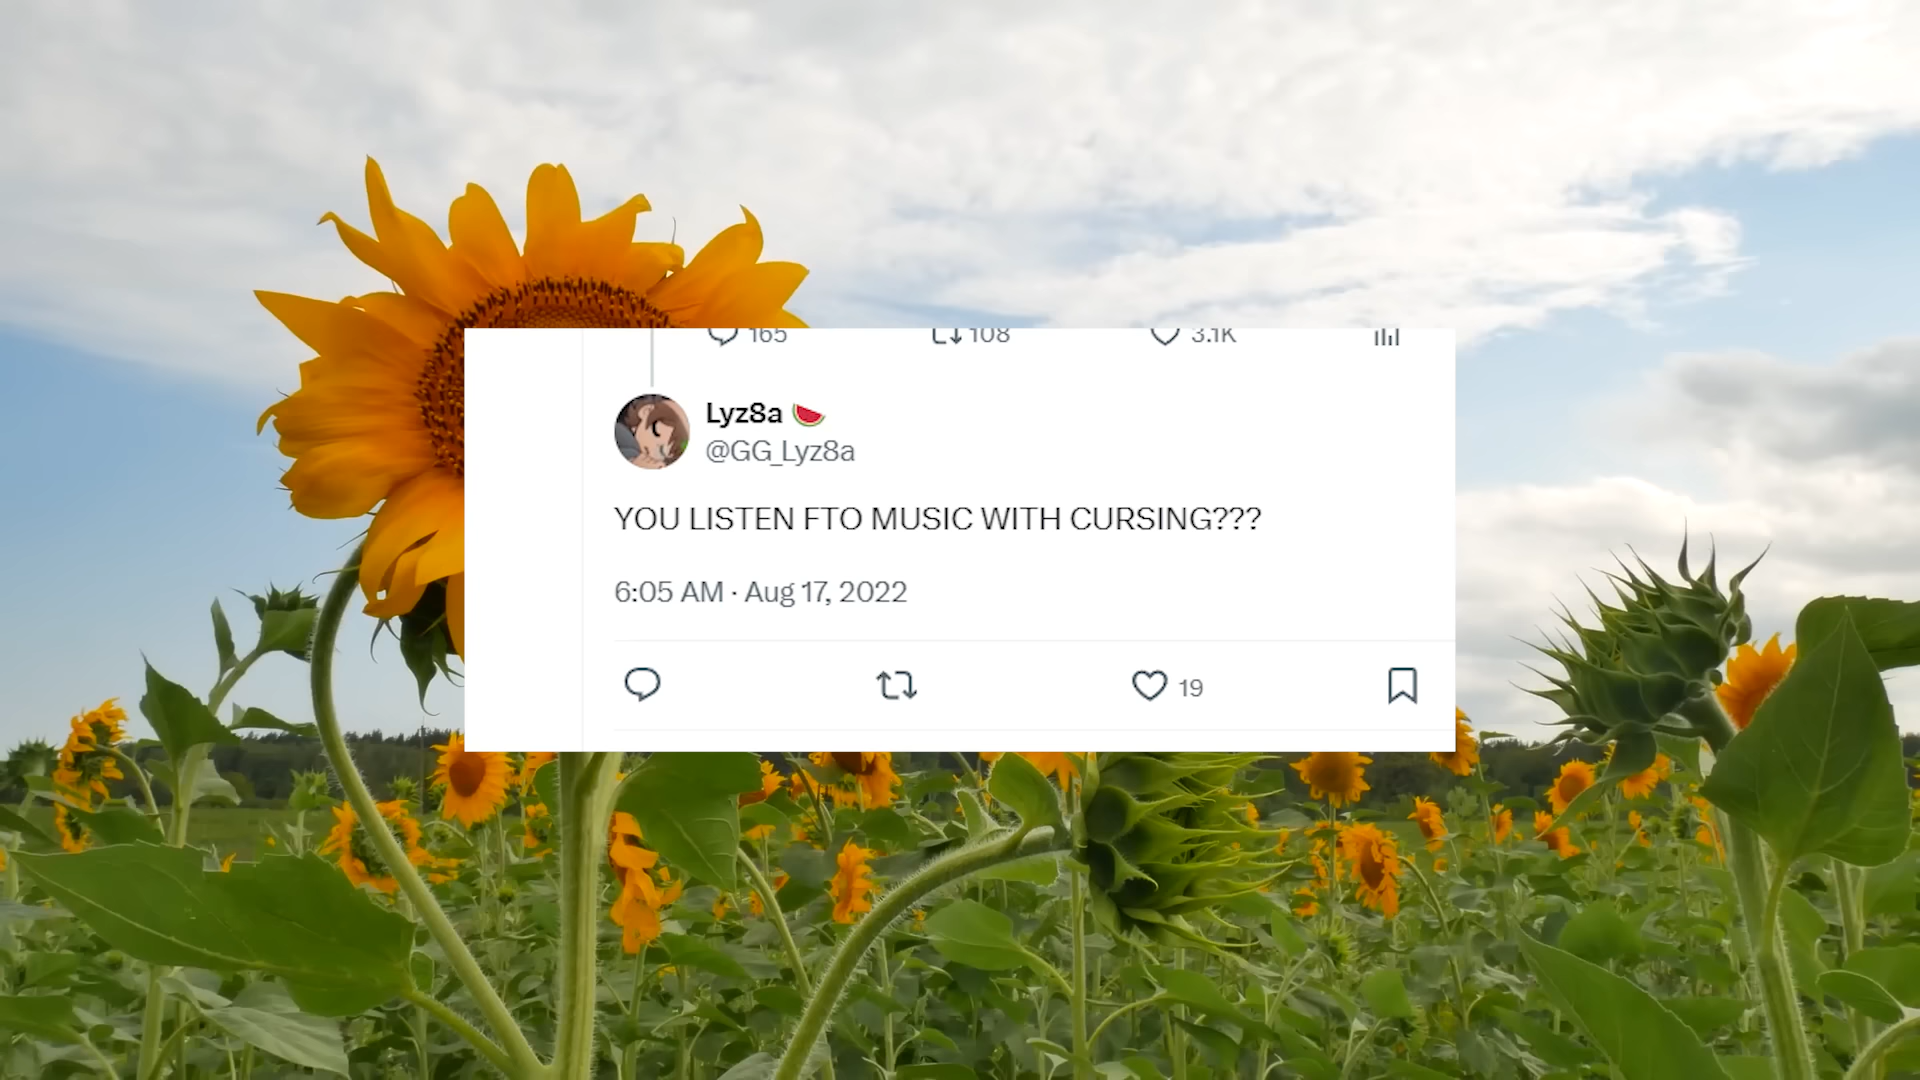 165 108 3.1K
Lyz8a
@GG_Lyz8a
YOU LISTEN FTO MUSIC WITH CURSING???
6:05 AM · Aug 17, 2022
19